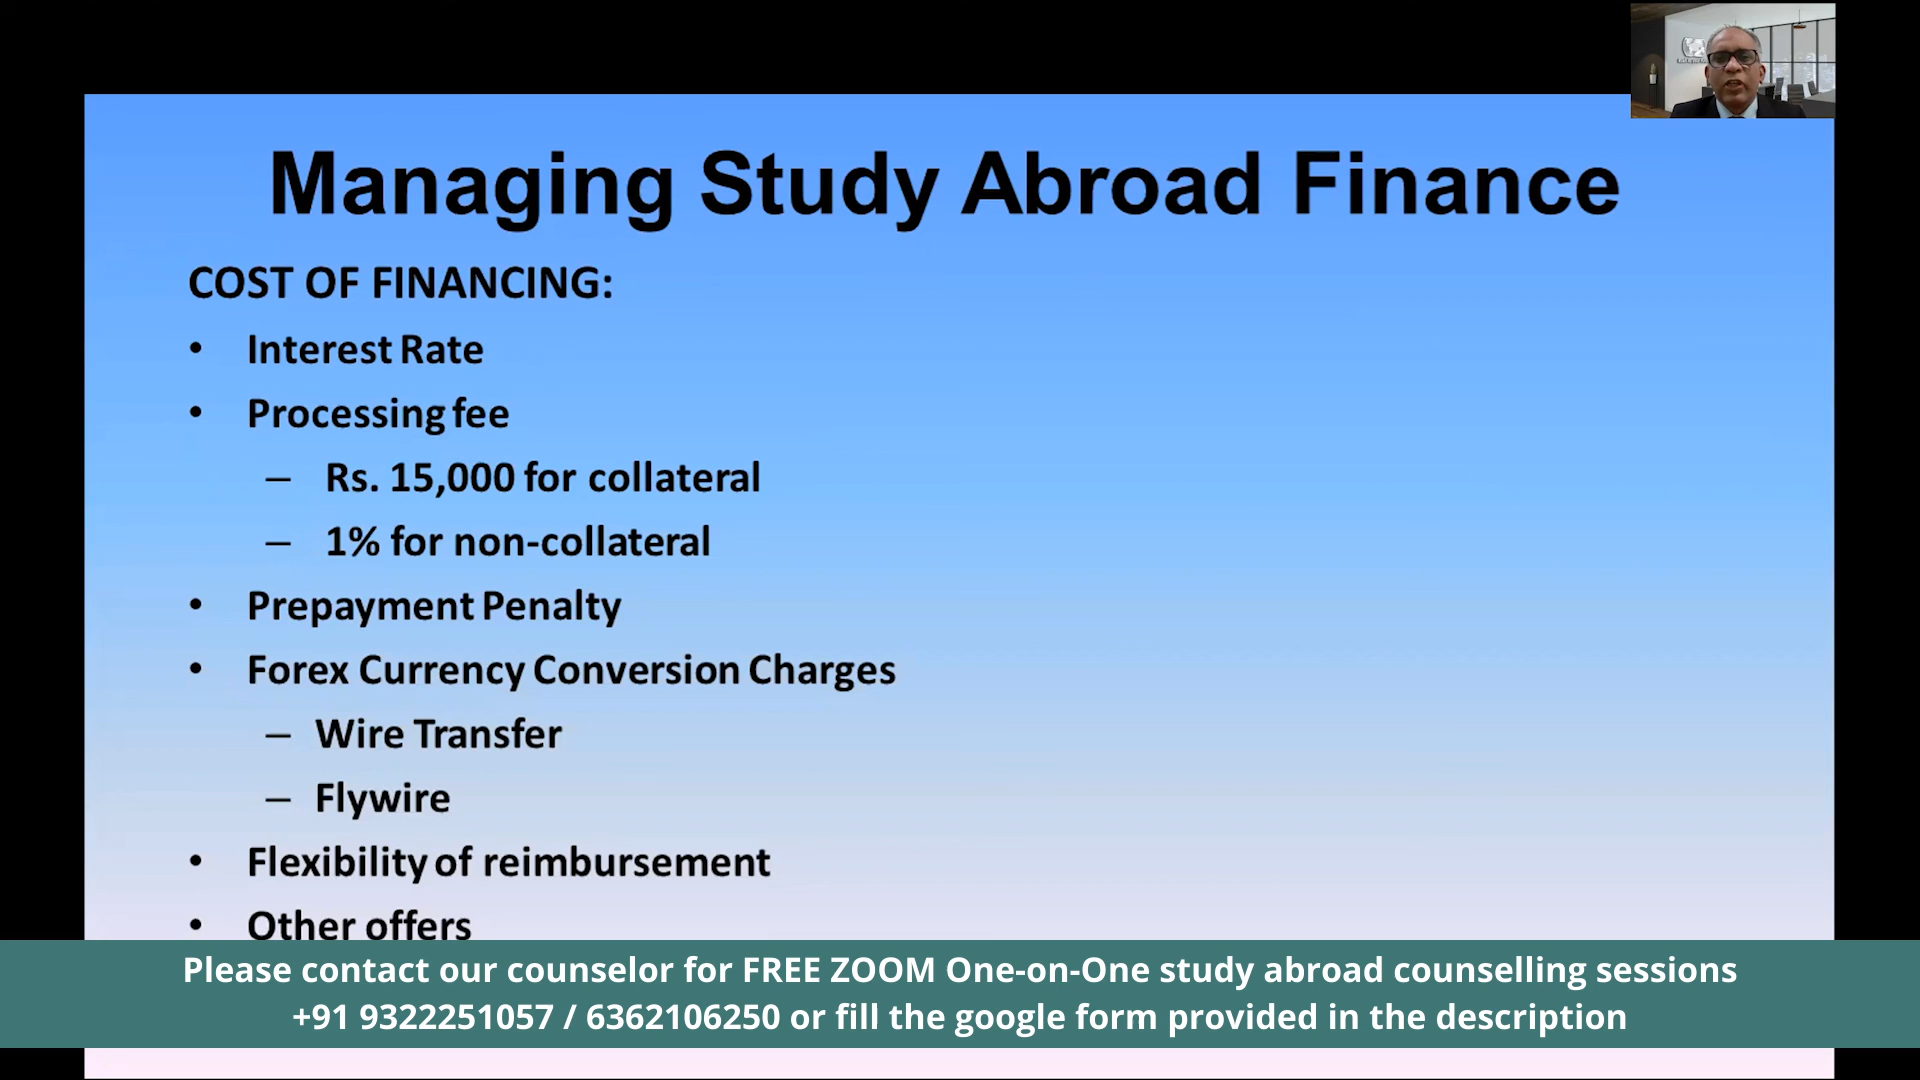 Managing Study Abroad Finance
COST OF FINANCING:
• Interest Rate
• Processing fee
– Rs. 15,000 for collateral
– 1% for non-collateral
• Prepayment Penalty
• Forex Currency Conversion Charges
– Wire Transfer
– Flywire
• Flexibility of reimbursement
• Other offers
Please contact our counselor for FREE ZOOM One-on-One study abroad counselling sessions
+91 9322251057 / 6362106250 or fill the google form provided in the description